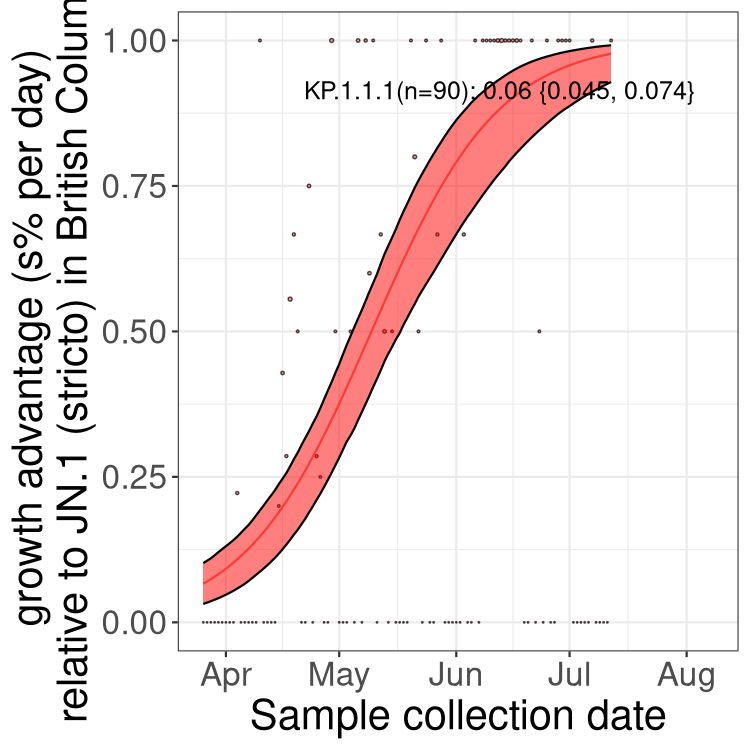 growth advantage (s% per day)
relative to JN.1 (stricto) in British Colum
1.00
0.75
0.50
0.25
0.00
KP.1.1.1(n=90): 0.06 {0.045, 0.074}
Apr May Jun Jul Aug
Sample collection date